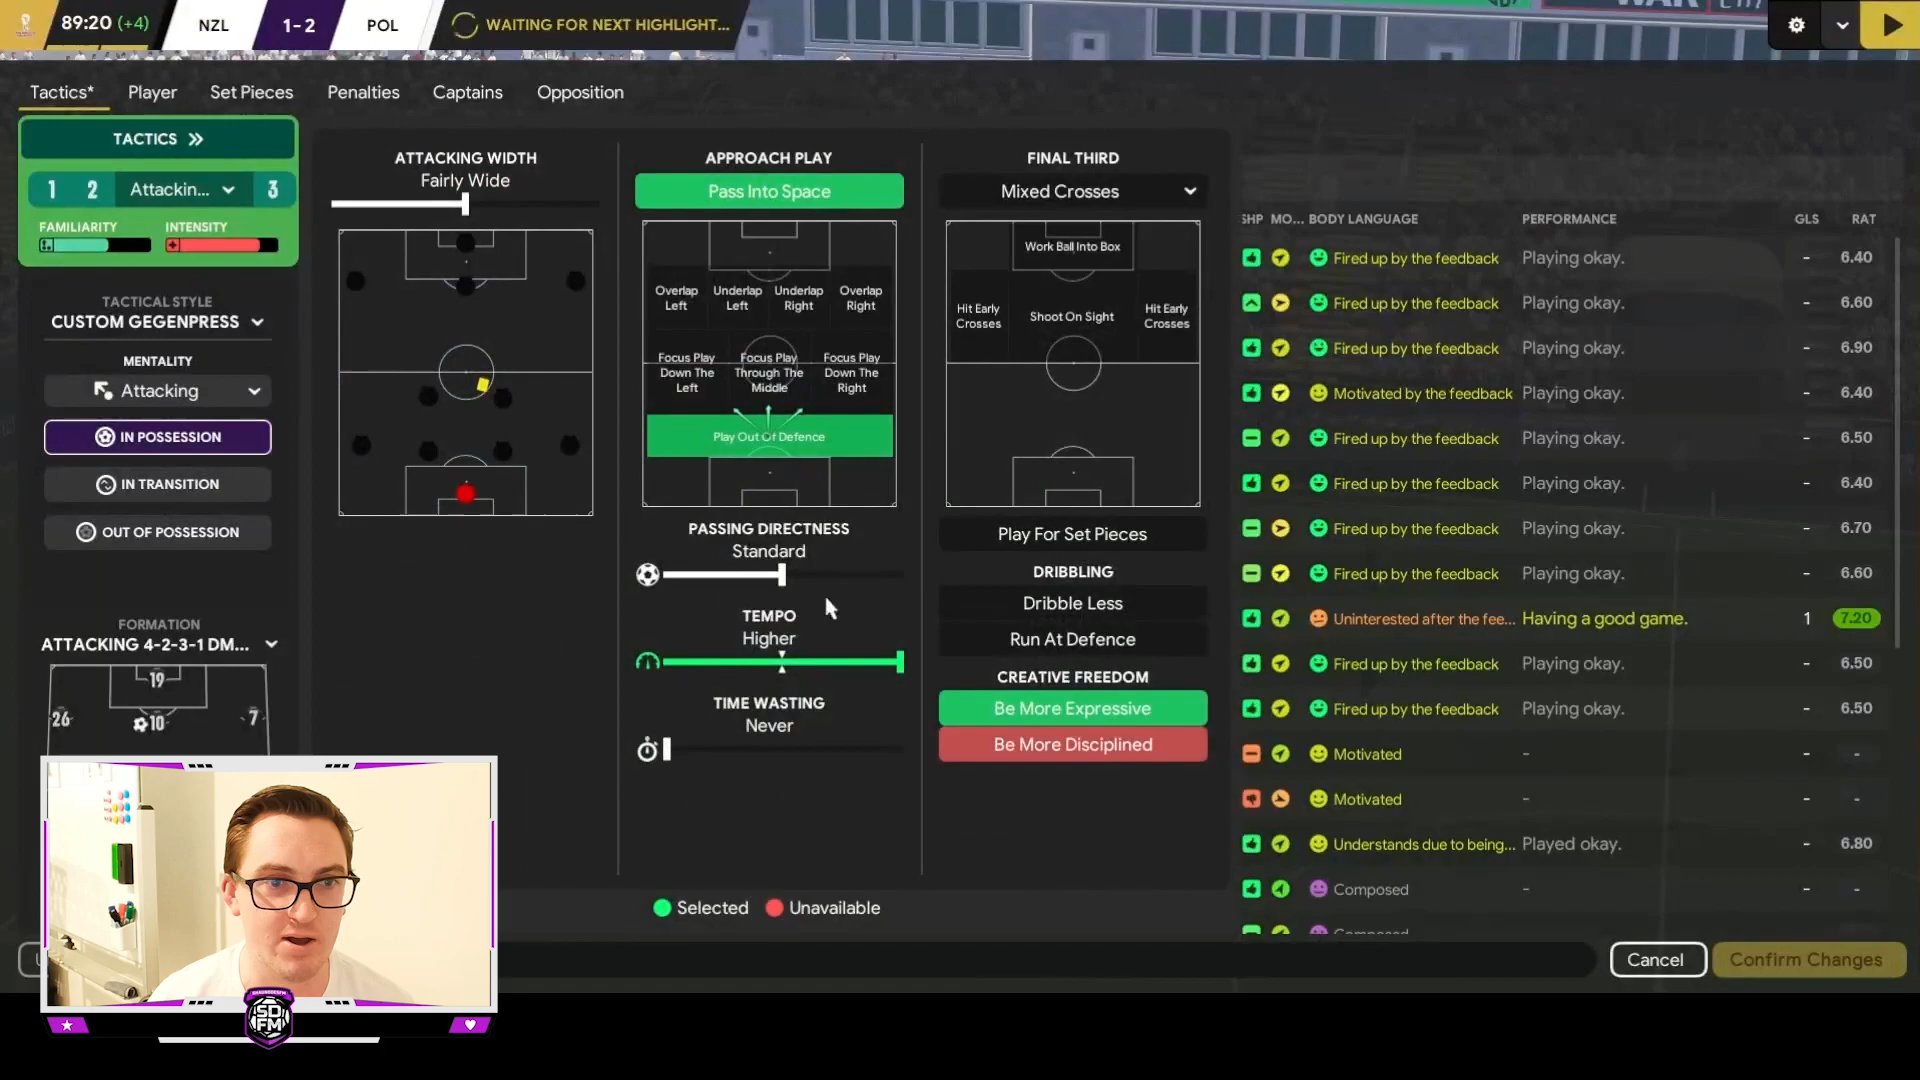 89:20 (+4)
NZL
1-2
POL
WAITING FOR NEXT HIGHLIGHT...
Tactics*
Player
Set Pieces
Penalties
Captains
Opposition
TACTICS
1
2
Attackin...
3
FAMILIARITY
INTENSITY
TACTICAL STYLE
CUSTOM GEGENPRESS
MENTALITY
Attacking
IN POSSESSION
IN TRANSITION
OUT OF POSSESSION
FORMATION
ATTACKING 4-2-3-1 DM...
19
26
10
7
SD
FM
ATTACKING WIDTH
Fairly Wide
APPROACH PLAY
Pass Into Space
Overlap Left
Underlap Left
Underlap Right
Overlap Right
Focus Play Down The Left
Focus Play Through The Middle
Focus Play Down The Right
Play Out Of Defence
PASSING DIRECTNESS
Standard
TEMPO
Higher
TIME WASTING
Never
FINAL THIRD
Mixed Crosses
Work Ball Into Box
Hit Early Crosses
Shoot On Sight
Hit Early Crosses
Play For Set Pieces
DRIBBLING
Dribble Less
Run At Defence
CREATIVE FREEDOM
Be More Expressive
Be More Disciplined
Selected
Unavailable
SHP MO... BODY LANGUAGE PERFORMANCE GLS RAT
Fired up by the feedback Playing okay. - 6.40
Fired up by the feedback Playing okay. - 6.60
Fired up by the feedback Playing okay. - 6.90
Motivated by the feedback Playing okay. - 6.40
Fired up by the feedback Playing okay. - 6.50
Fired up by the feedback Playing okay. - 6.40
Fired up by the feedback Playing okay. - 6.70
Fired up by the feedback Playing okay. - 6.60
Uninterested after the fee... Having a good game. 1 7.20
Fired up by the feedback Playing okay. - 6.50
Fired up by the feedback Playing okay. - 6.50
Motivated - - -
Motivated - - -
Understands due to being... Played okay. - 6.80
Composed - - -
Composed
Cancel
Confirm Changes